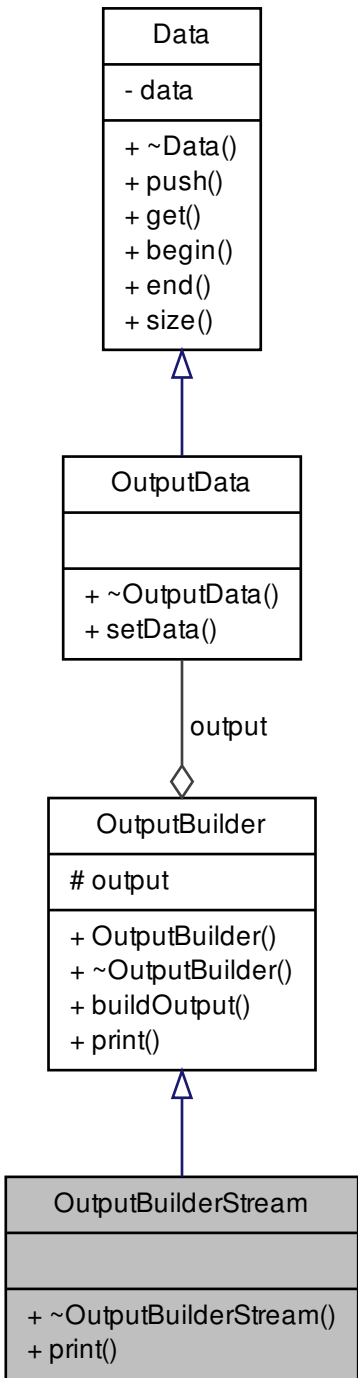 Data
- data
+ ~Data()
+ push()
+ get()
+ begin()
+ end()
+ size()
OutputData
+ ~OutputData()
+ setData()
output
OutputBuilder
# output
+ OutputBuilder()
+ ~OutputBuilder()
+ buildOutput()
+ print()
OutputBuilderStream
+ ~OutputBuilderStream()
+ print()